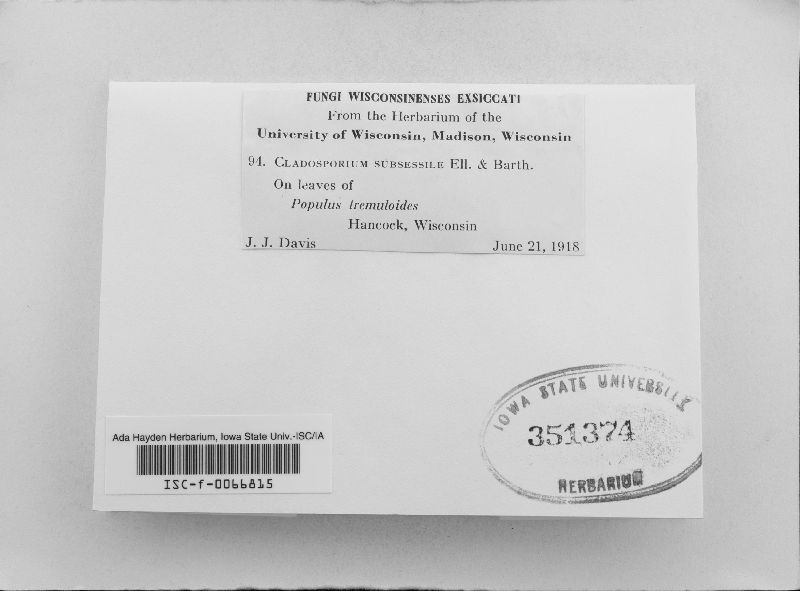 FUNGI WISCONSINENSES EXSICCATI
From the Herbarium of the
University of Wisconsin, Madison, Wisconsin
94. CLADOSPORIUM SUBSESSILE Ell. & Barth.
On leaves of
Populus tremuloides
Hancock, Wisconsin
J. J. Davis June 21, 1918
IOWA STATE UNIVERSITY
351374
HERBARIUM
Ada Hayden Herbarium, Iowa State Univ.-ISC/IA
ISC-f-0066815